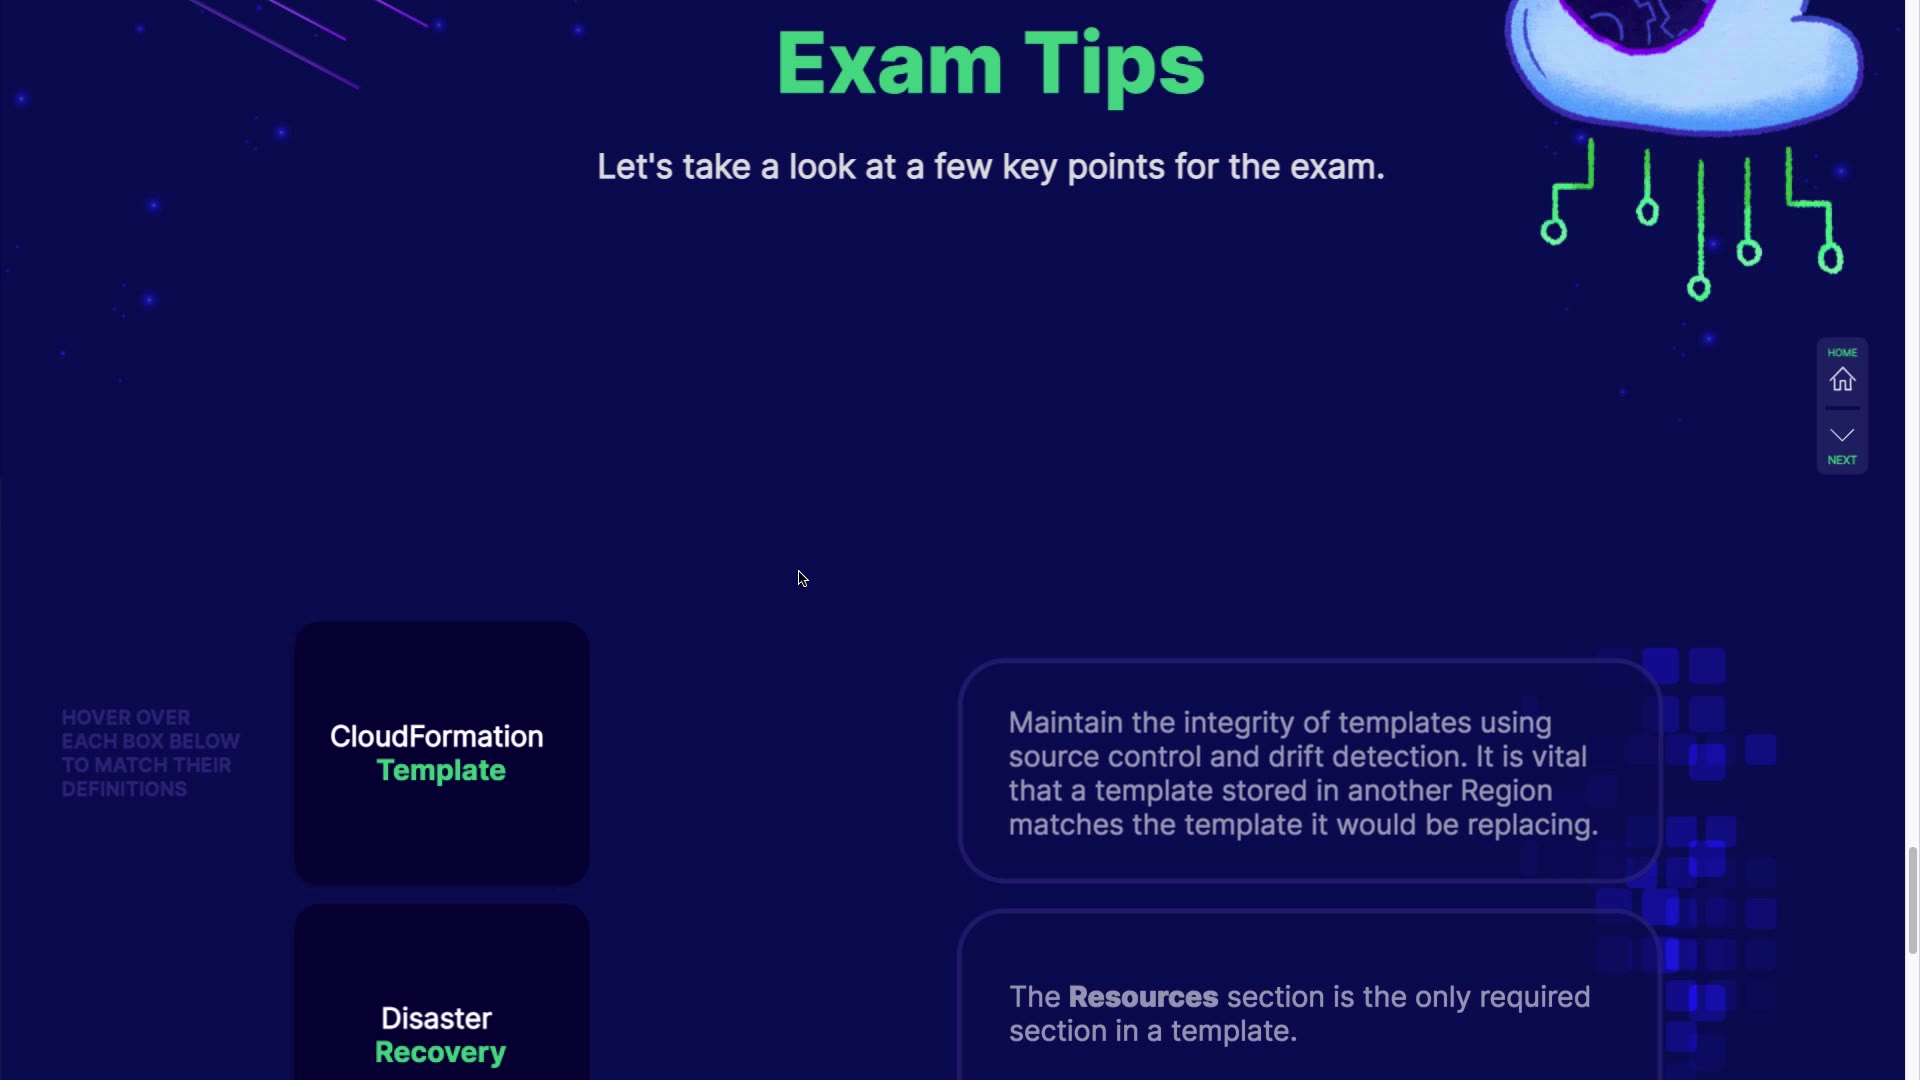 Exam Tips
Let's take a look at a few key points for the exam.
HOME
NEXT
HOVER OVER
EACH BOX BELOW
TO MATCH THEIR
DEFINITIONS
CloudFormation
Template
Maintain the integrity of templates using
source control and drift detection. It is vital
that a template stored in another Region
matches the template it would be replacing.
Disaster
Recovery
The Resources section is the only required
section in a template.